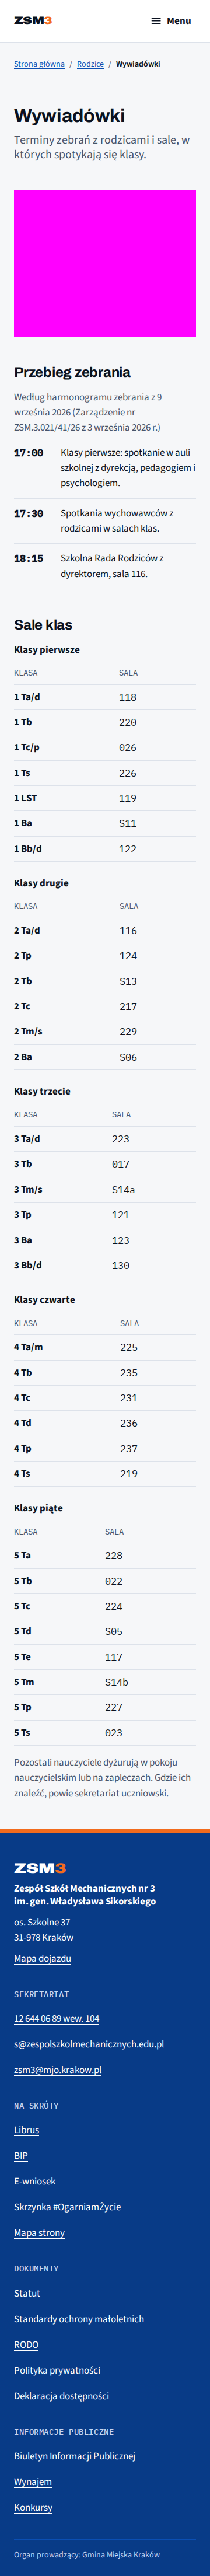 ZSM3
Menu
Strona główna / Rodzice / Wywiadówki
Wywiadówki
Terminy zebrań z rodzicami i sale, w
których spotykają się klasy.
Przebieg zebrania
Według harmonogramu zebrania z 9
września 2026 (Zarządzenie nr
ZSM.3.021/41/26 z 3 września 2026 r.)
17:00 Klasy pierwsze: spotkanie w auli
szkolnej z dyrekcją, pedagogiem i
psychologiem.
17:30 Spotkania wychowawców z
rodzicami w salach klas.
18:15 Szkolna Rada Rodziców z
dyrektorem, sala 116.
Sale klas
Klasy pierwsze
KLASA SALA
1 Ta/d 118
1 Tb 220
1 Tc/p 026
1 Ts 226
1 LST 119
1 Ba S11
1 Bb/d 122
Klasy drugie
KLASA SALA
2 Ta/d 116
2 Tp 124
2 Tb S13
2 Tc 217
2 Tm/s 229
2 Ba S06
Klasy trzecie
KLASA SALA
3 Ta/d 223
3 Tb 017
3 Tm/s S14a
3 Tp 121
3 Ba 123
3 Bb/d 130
Klasy czwarte
KLASA SALA
4 Ta/m 225
4 Tb 235
4 Tc 231
4 Td 236
4 Tp 237
4 Ts 219
Klasy piąte
KLASA SALA
5 Ta 228
5 Tb 022
5 Tc 224
5 Td S05
5 Te 117
5 Tm S14b
5 Tp 227
5 Ts 023
Pozostali nauczyciele dyżurują w pokoju
nauczycielskim lub na zapleczach. Gdzie ich
znaleźć, powie sekretariat uczniowski.
ZSM3
Zespół Szkół Mechanicznych nr 3
im. gen. Władysława Sikorskiego
os. Szkolne 37
31-978 Kraków
Mapa dojazdu
SEKRETARIAT
12 644 06 89 wew. 104
s@zespolszkolmechanicznych.edu.pl
zsm3@mjo.krakow.pl
NA SKRÓTY
Librus
BIP
E-wniosek
Skrzynka #OgarniamŻycie
Mapa strony
DOKUMENTY
Statut
Standardy ochrony małoletnich
RODO
Polityka prywatności
Deklaracja dostępności
INFORMACJE PUBLICZNE
Biuletyn Informacji Publicznej
Wynajem
Konkursy
Organ prowadzący: Gmina Miejska Kraków